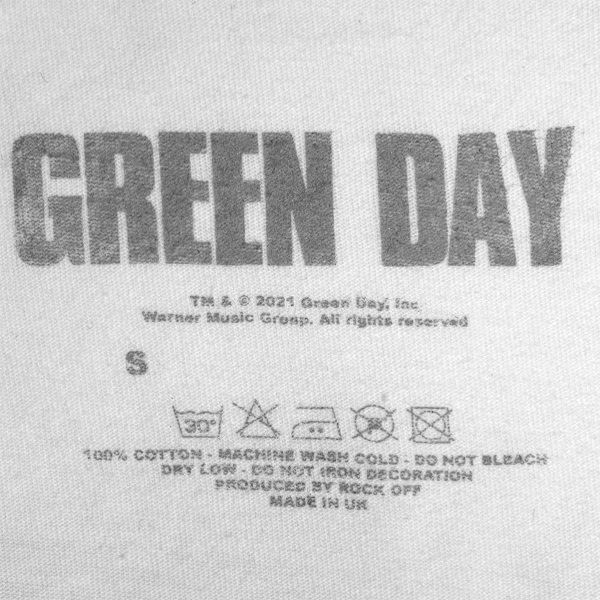 GREEN DAY
TM & © 2021 Green Day, Inc
Warner Music Group. All rights reserved
S
30°
100% COTTON - MACHINE WASH COLD - DO NOT BLEACH
DRY LOW - DO NOT IRON DECORATION
PRODUCED BY ROCK OFF
MADE IN UK